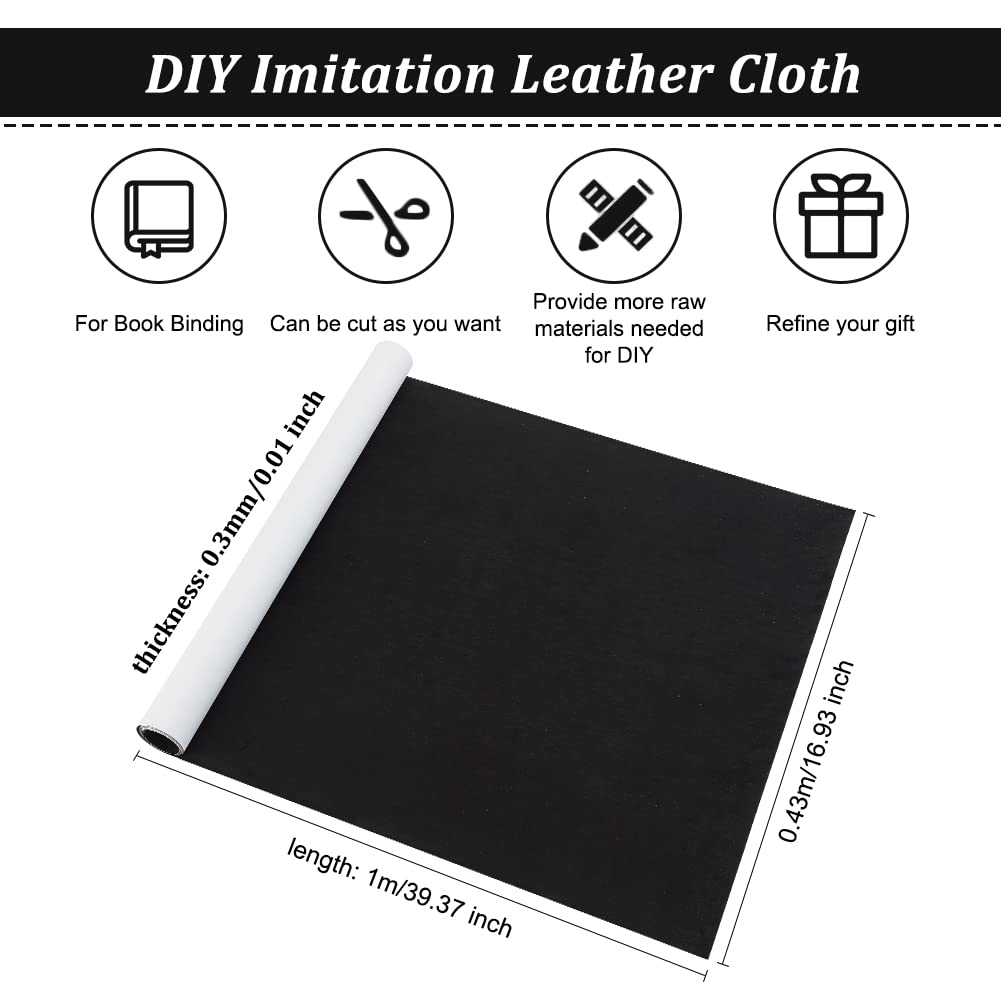 DIY Imitation Leather Cloth
For Book Binding
Can be cut as you want
Provide more raw
materials needed
for DIY
Refine your gift
thickness: 0.3mm/0.01 inch
0.43m/16.93 inch
length: 1m/39.37 inch